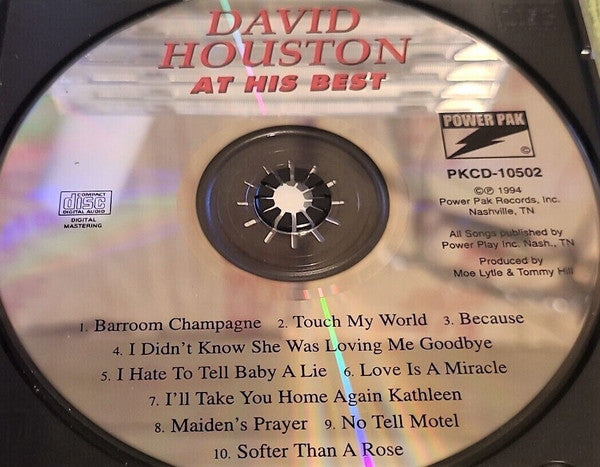 DAVID
HOUSTON
AT HIS BEST
POWER PAK
©
PKCD-10502
©℗ 1994
Power Pak Records, Inc.
Nashville, TN
COMPACT
disc
DIGITAL AUDIO
DIGITAL
MASTERING
All Songs published by
Power Play Inc. Nash., TN
Produced by
Moe Lytle & Tommy Hill
1. Barroom Champagne 2. Touch My World 3. Because
4. I Didn't Know She Was Loving Me Goodbye
5. I Hate To Tell Baby A Lie 6. Love Is A Miracle
7. I'll Take You Home Again Kathleen
8. Maiden's Prayer 9. No Tell Motel
10. Softer Than A Rose